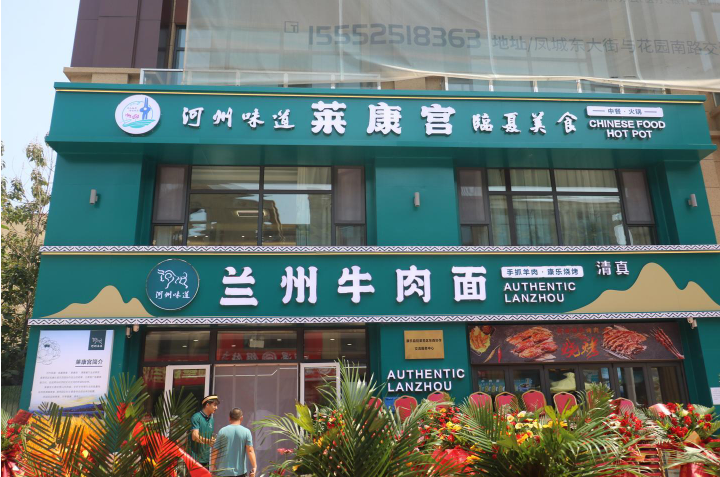 15552518363 地址/凤城东大街与花园南路交
河州味道 莱康宫 临夏美食
中餐·火锅
CHINESE FOOD
HOT POT
河州味道
兰州牛肉面
手抓羊肉·康乐烧烤
AUTHENTIC
LANZHOU
清真
莱康宫简介
AUTHENTIC
LANZHOU